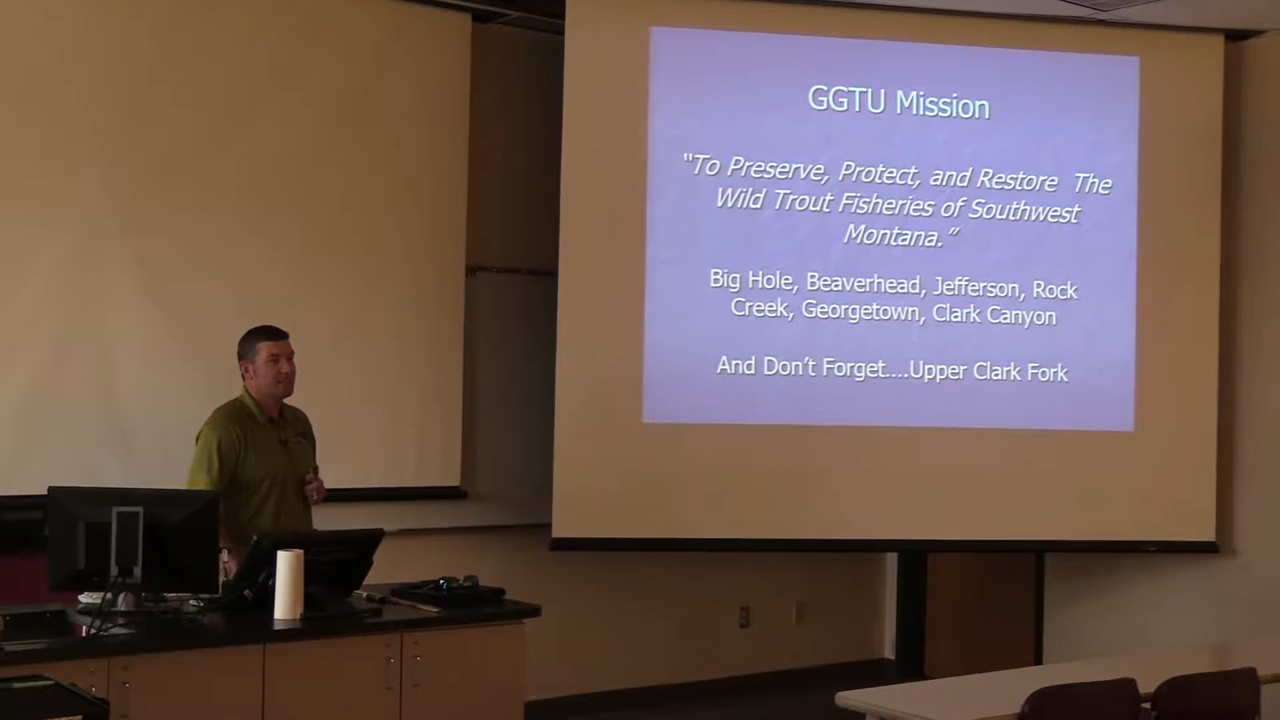 GGTU Mission
"To Preserve, Protect, and Restore The
Wild Trout Fisheries of Southwest
Montana."
Big Hole, Beaverhead, Jefferson, Rock
Creek, Georgetown, Clark Canyon
And Don't Forget....Upper Clark Fork